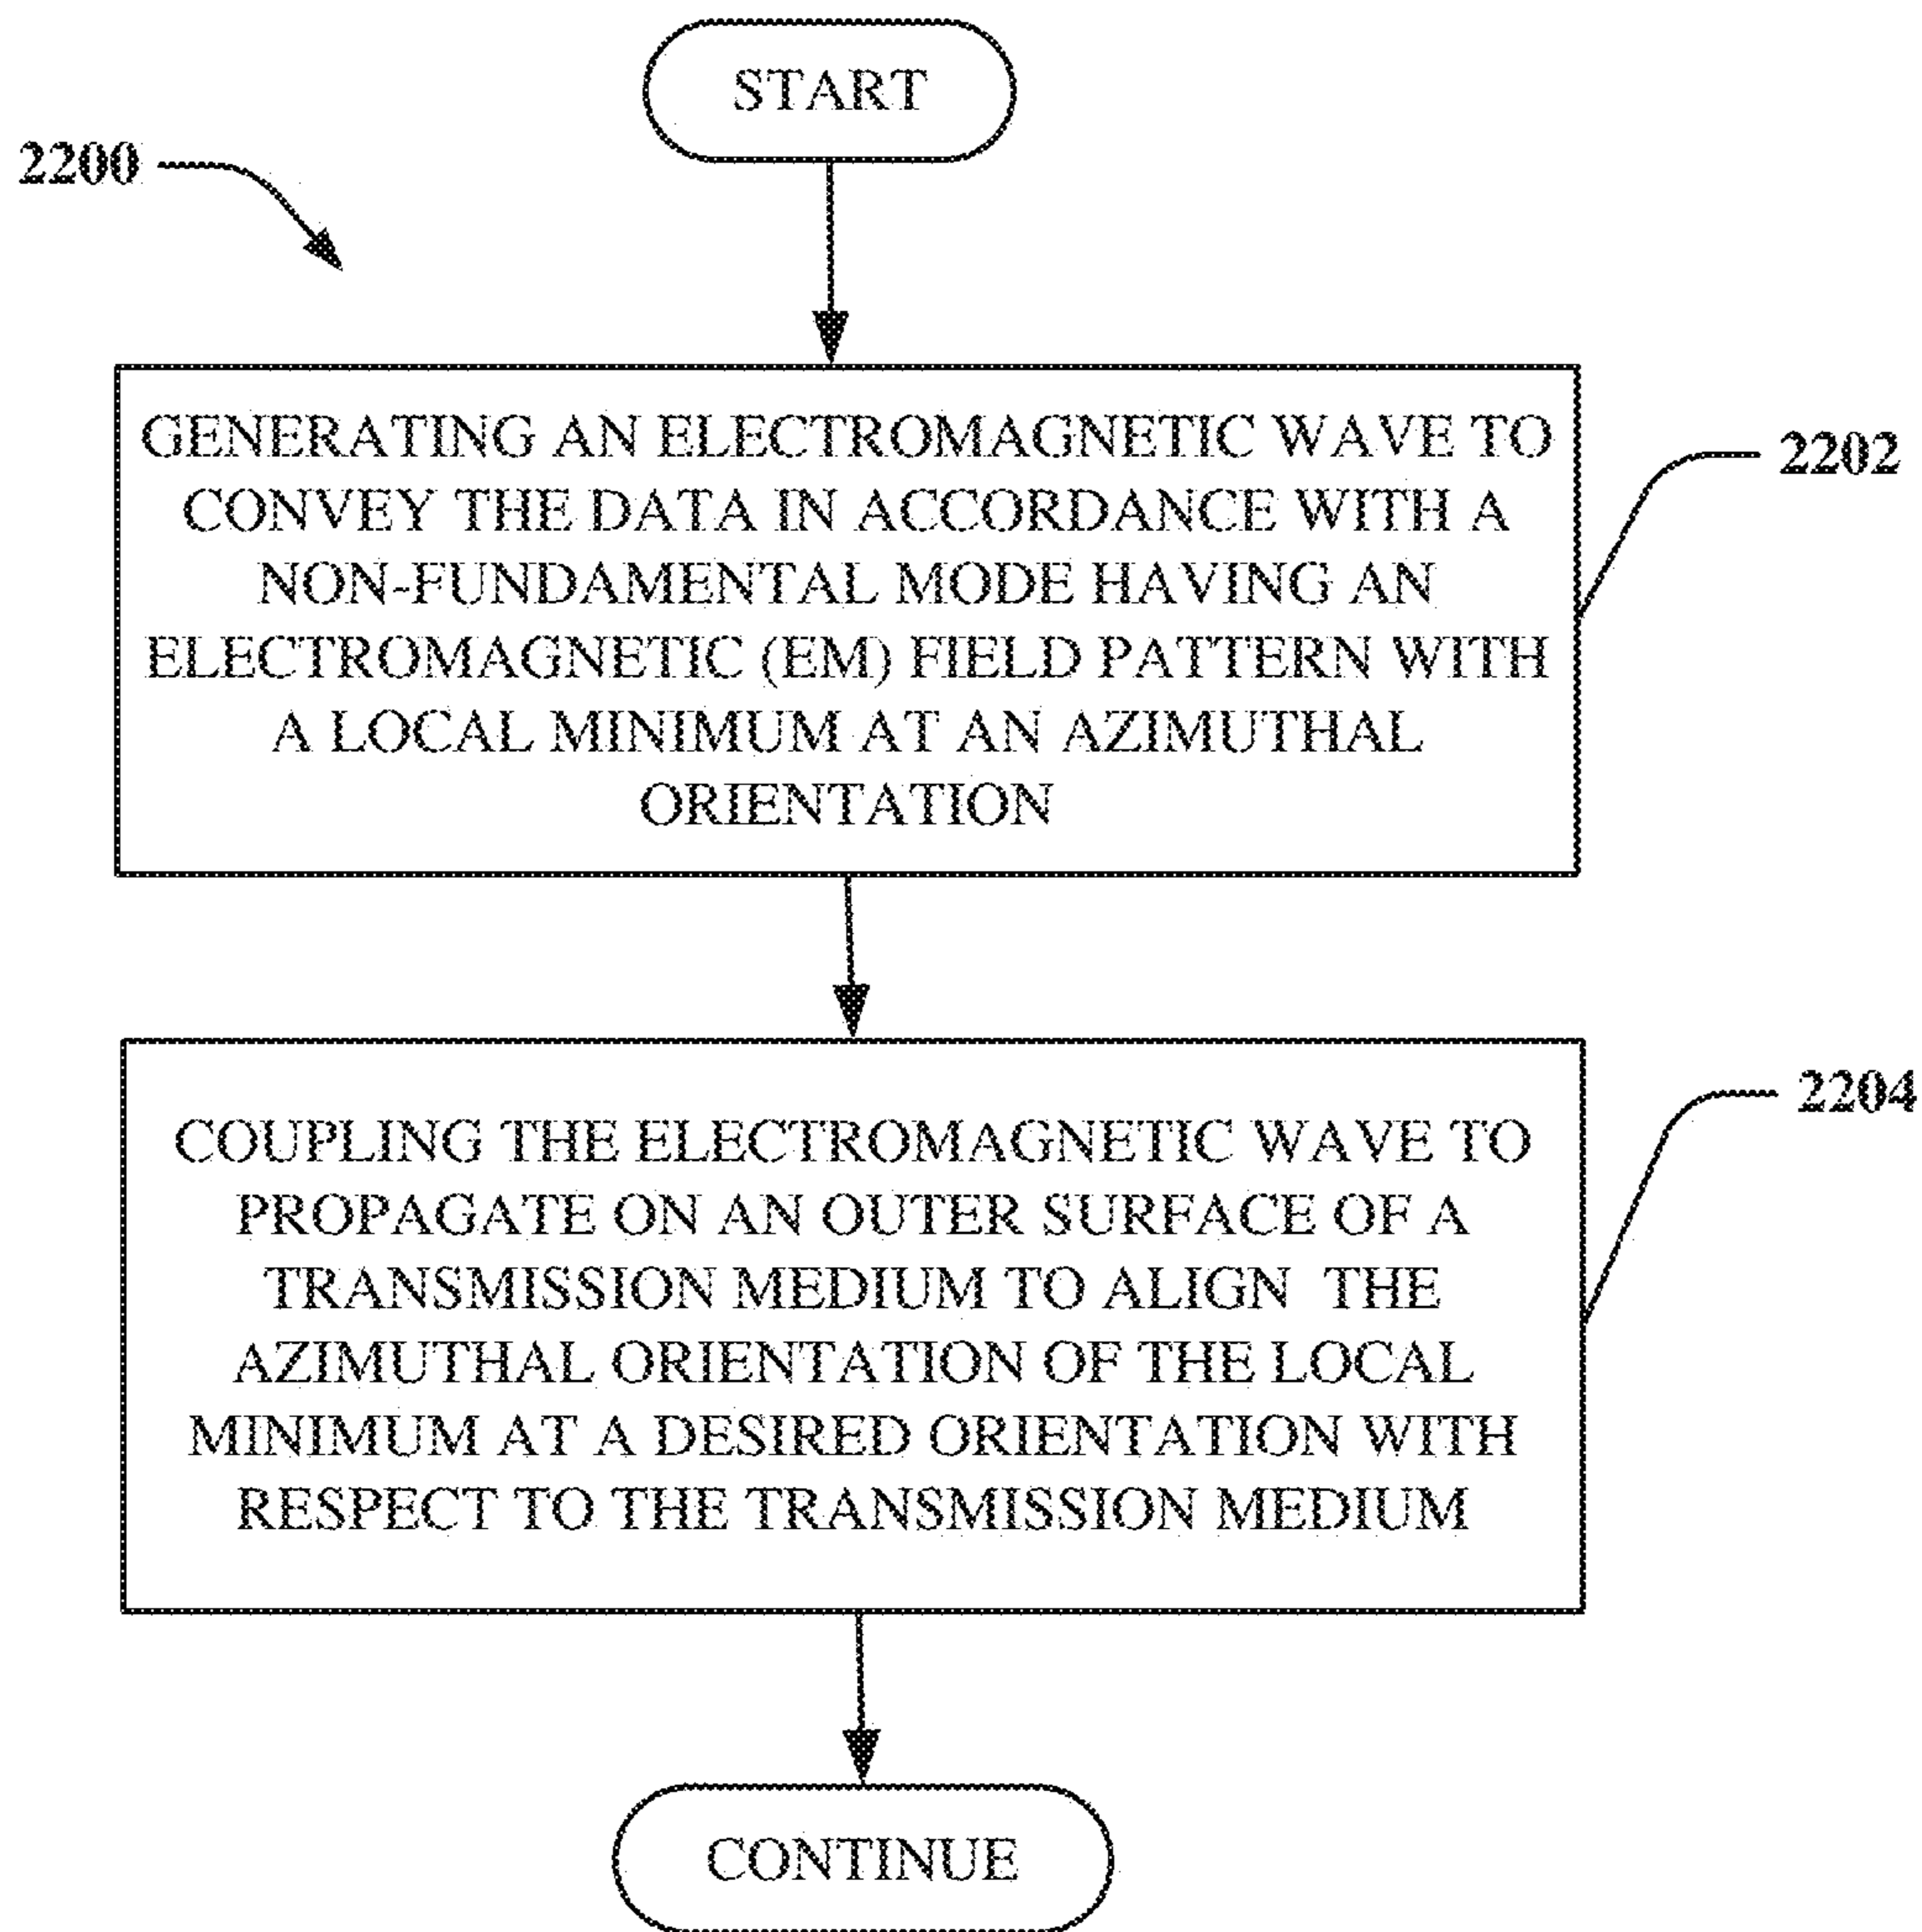 START
2200
GENERATING AN ELECTROMAGNETIC WAVE TO
CONVEY THE DATA IN ACCORDANCE WITH A
NON-FUNDAMENTAL MODE HAVING AN
ELECTROMAGNETIC (EM) FIELD PATTERN WITH
A LOCAL MINIMUM AT AN AZIMUTHAL
ORIENTATION
2202
COUPLING THE ELECTROMAGNETIC WAVE TO
PROPAGATE ON AN OUTER SURFACE OF A
TRANSMISSION MEDIUM TO ALIGN THE
AZIMUTHAL ORIENTATION OF THE LOCAL
MINIMUM AT A DESIRED ORIENTATION WITH
RESPECT TO THE TRANSMISSION MEDIUM
2204
CONTINUE